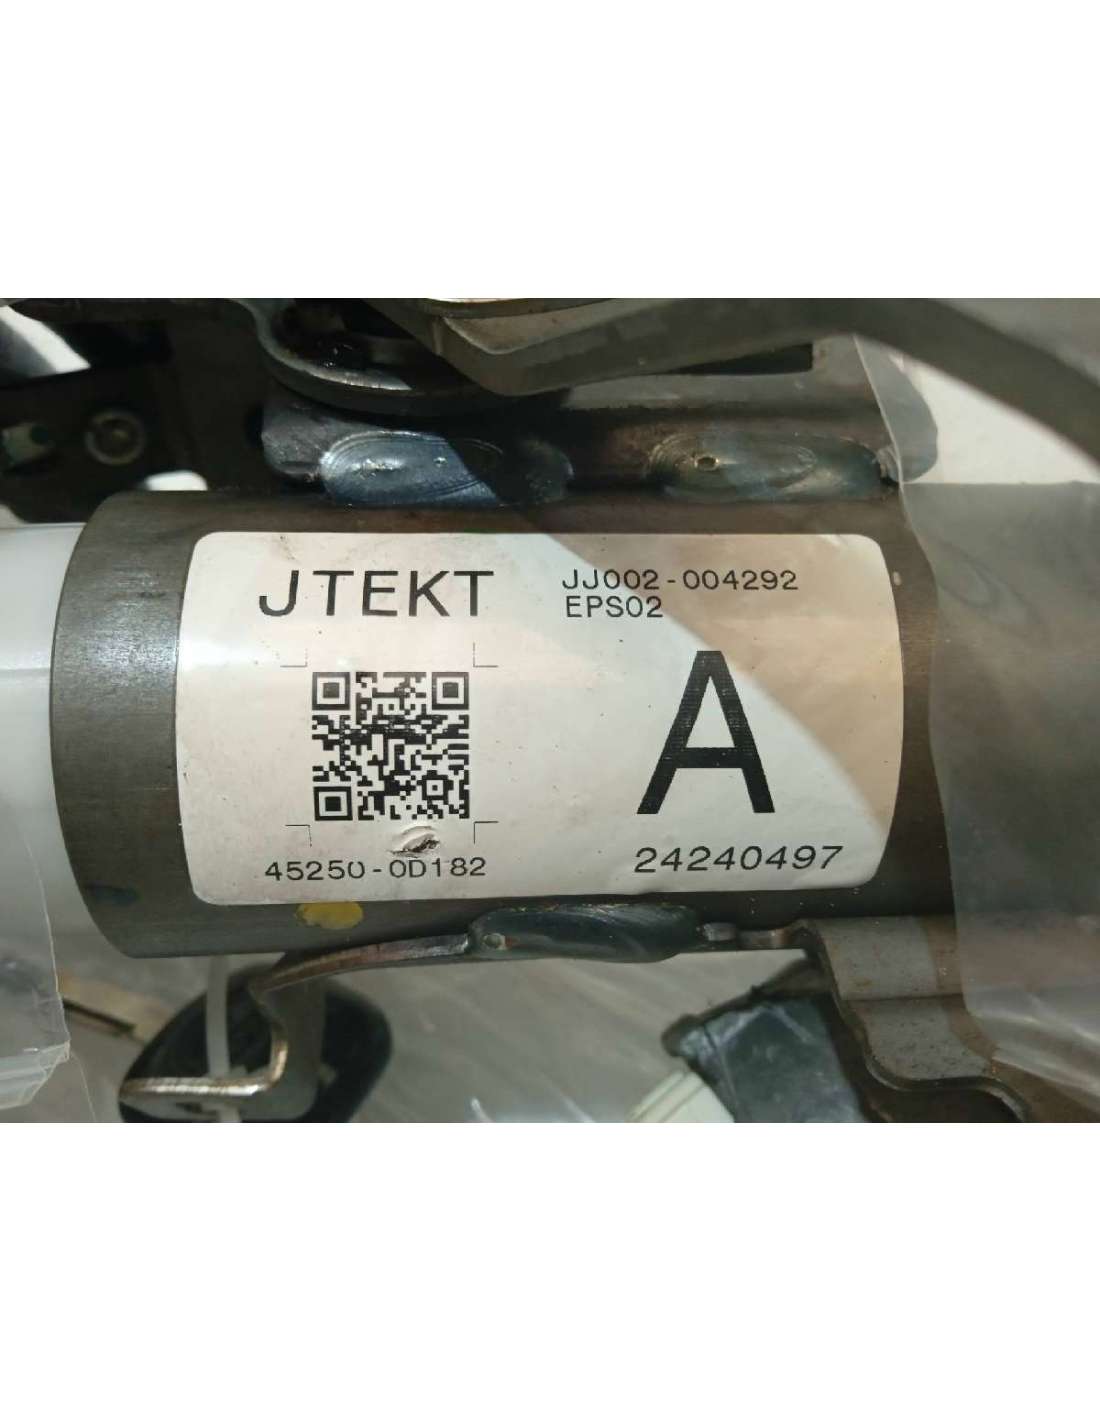 JTEKT
JJ002-004292
EPS02
A
45250-0D182
24240497